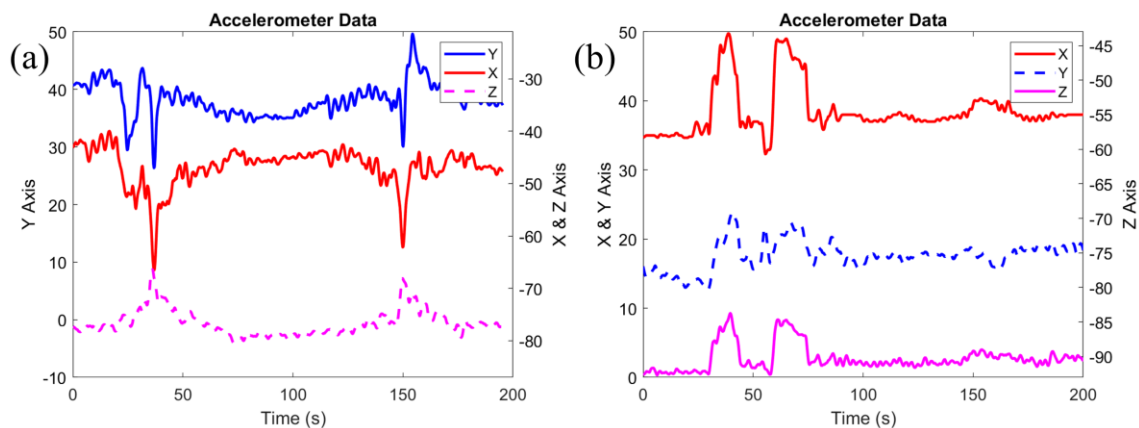 (a)
Accelerometer Data
50
40
30
20
10
0
-10
Y Axis
0
50
100
150
200
Time (s)
-30
-40
-50
-60
-70
-80
X & Z Axis
Y
X
Z
(b)
Accelerometer Data
50
40
30
20
10
0
X & Y Axis
0
50
100
150
200
Time (s)
-45
-50
-55
-60
-65
-70
-75
-80
-85
-90
Z Axis
X
Y
Z